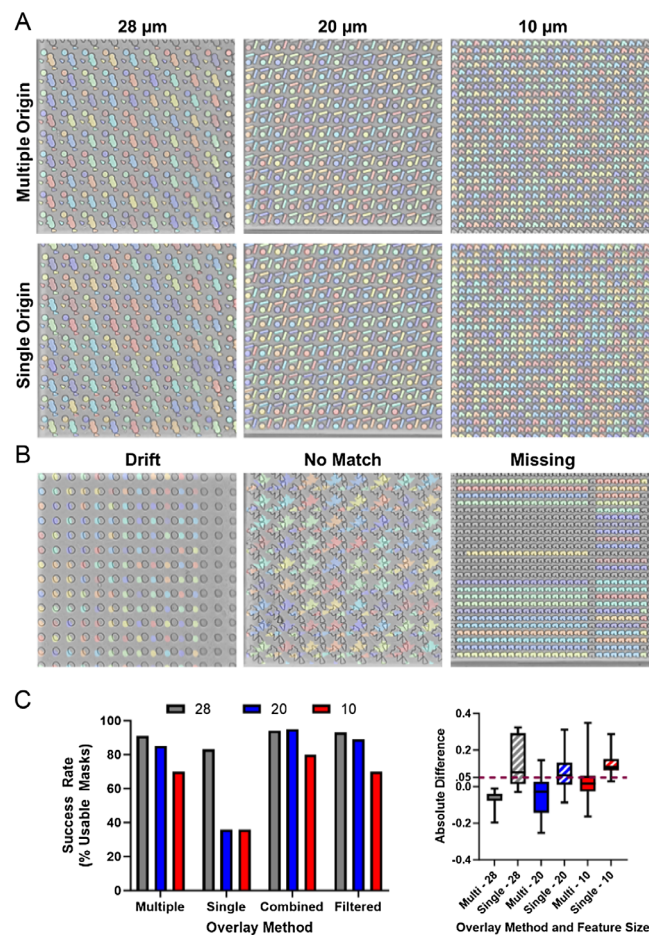 A
28 µm 20 µm 10 µm
Multiple Origin
Single Origin
B
Drift No Match Missing
C
28 20 10
Success Rate
(% Usable Masks)
100
80
60
40
20
0
Multiple Single Combined Filtered
Overlay Method
Absolute Difference
0.4
0.2
.05
0.0
-0.2
-0.4
Multi - 28
Single - 28
Multi - 20
Single - 20
Multi - 10
Single - 10
Overlay Method and Feature Size